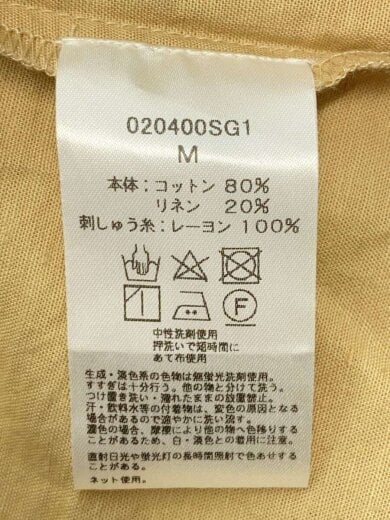 020400SG1
M
本体:コットン 80%
リネン 20%
刺しゅう糸:レーヨン 100%
F
中性洗剤使用
押洗いで短時間に
あて布使用
生成・淡色系の色物は無蛍光洗剤使用。
すすぎは十分行う。他の物と分けて洗う。
つけ置き洗い・濡れたままの放置禁止。
汗・飲料水等の付着物は、変色の原因となる
場合があるので速やかに洗い流す。
濃色の場合、摩擦により他の物へ色移りする
ことがあるため、白・淡色との着用に注意。
直射日光や蛍光灯の長時間照射で色あせする
ことがある。
ネット使用。